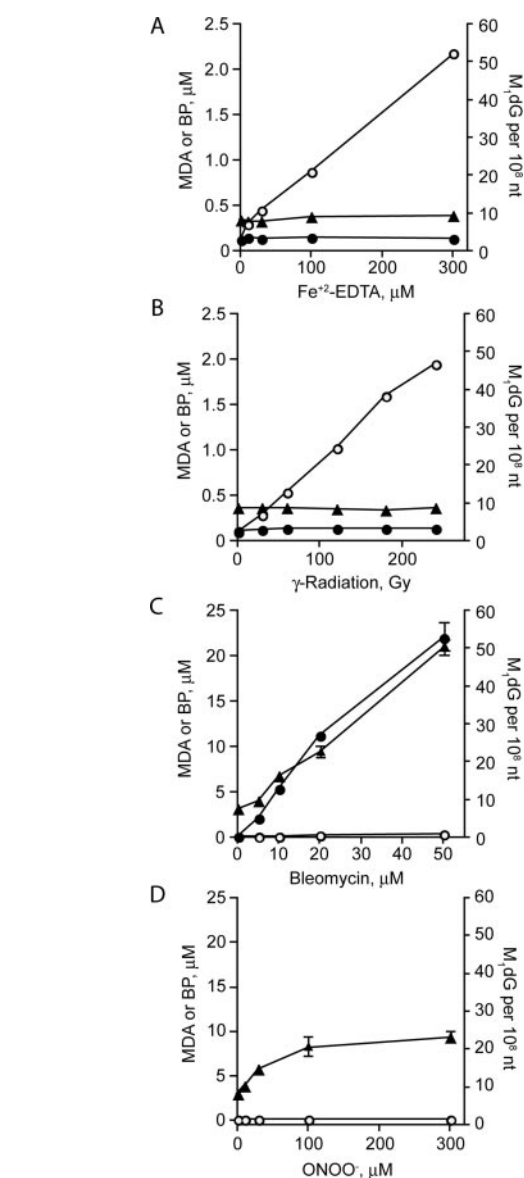 A
2.5
2.0
1.5
1.0
0.5
0
MDA or BP, μM
60
50
40
30
20
10
0
M₁dG per 10⁸ nt
0 100 200 300
Fe⁺²-EDTA, μM
B
2.5
2.0
1.5
1.0
0.5
0
MDA or BP, μM
60
50
40
30
20
10
0
M₁dG per 10⁸ nt
0 100 200
γ-Radiation, Gy
C
25
20
15
10
5
0
MDA or BP, μM
60
50
40
30
20
10
0
M₁dG per 10⁸ nt
0 10 20 30 40 50
Bleomycin, μM
D
25
20
15
10
5
0
MDA or BP, μM
60
50
40
30
20
10
0
M₁dG per 10⁸ nt
0 100 200 300
ONOO⁻, μM